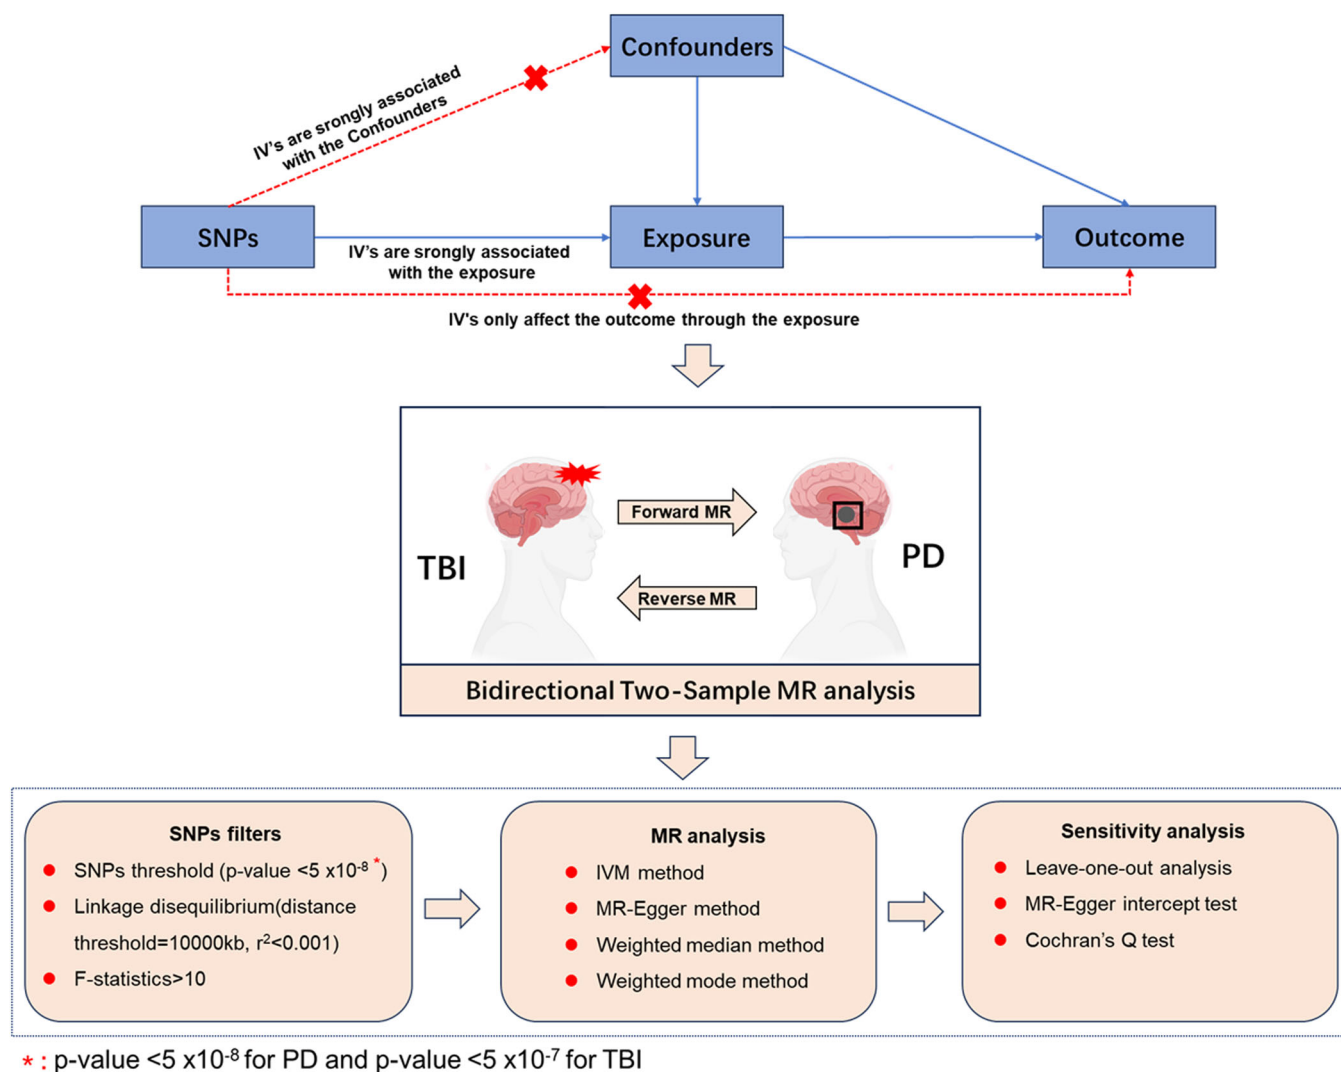 Confounders
IV's are srongly associated
with the Confounders
SNPs
Exposure
Outcome
IV's are srongly associated
with the exposure
IV's only affect the outcome through the exposure
TBI
Forward MR
Reverse MR
PD
Bidirectional Two-Sample MR analysis
SNPs filters
SNPs threshold (p-value <5 x10⁻⁸ *)
Linkage disequilibrium(distance
threshold=10000kb, r²<0.001)
F-statistics>10
MR analysis
IVM method
MR-Egger method
Weighted median method
Weighted mode method
Sensitivity analysis
Leave-one-out analysis
MR-Egger intercept test
Cochran's Q test
* : p-value <5 x10⁻⁸ for PD and p-value <5 x10⁻⁷ for TBI